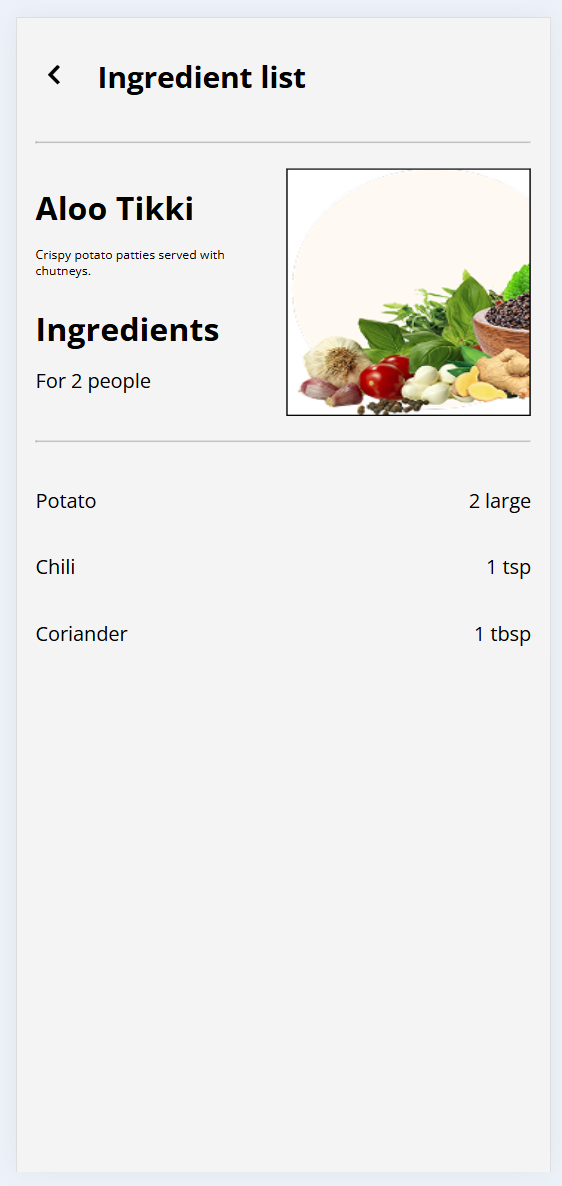 Ingredient list
Aloo Tikki
Crispy potato patties served with
chutneys.
Ingredients
For 2 people
Potato 2 large
Chili 1 tsp
Coriander 1 tbsp